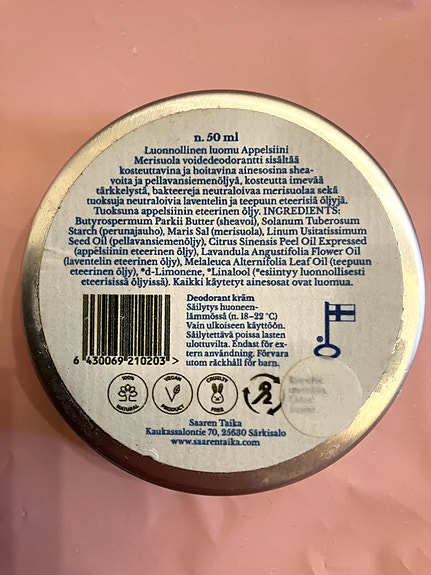 n. 50 ml
Luonnollinen luomu Appelsiini
Merisuola voidedeodorantti sisältää
kosteuttavina ja hoitavina ainesosina shea-
voita ja pellavansiemenöljyä, kosteutta imevää
tärkkelystä, bakteereja neutraloivaa merisuolaa sekä
tuoksuja neutraloivia laventelin ja teepuun eteerisiä öljyjä.
Tuoksuna appelsiinin eteerinen öljy. INGREDIENTS:
Butyrospermum Parkii Butter (sheavoi), Solanum Tuberosum
Starch (perunajauho), Maris Sal (merisuola), Linum Usitatissimum
Seed Oil (pellavansiemenöljy), Citrus Sinensis Peel Oil Expressed
(appelsiinin eteerinen öljy), Lavandula Angustifolia Flower Oil
(laventelin eteerinen öljy), Melaleuca Alternifolia Leaf Oil (teepuun
eteerinen öljy), *d-Limonene, *Linalool (*esiintyy luonnollisesti
eteerisissä öljyissä). Kaikki käytetyt ainesosat ovat luomua.
Deodorant kräm
Säilytys huoneen-
lämmössä (n. 18–22 °C)
Vain ulkoiseen käyttöön.
Säilytettävä poissa lasten
ulottuvilta. Endast för ex-
tern användning. Förvara
utom räckhåll för barn.
6 430069 210203 >
100%
NATURAL
VEGAN
PRODUCT
CRUELTY
FREE
Saaren Taika
Kaukassalontie 70, 25630 Särkisalo
www.saarentaika.com